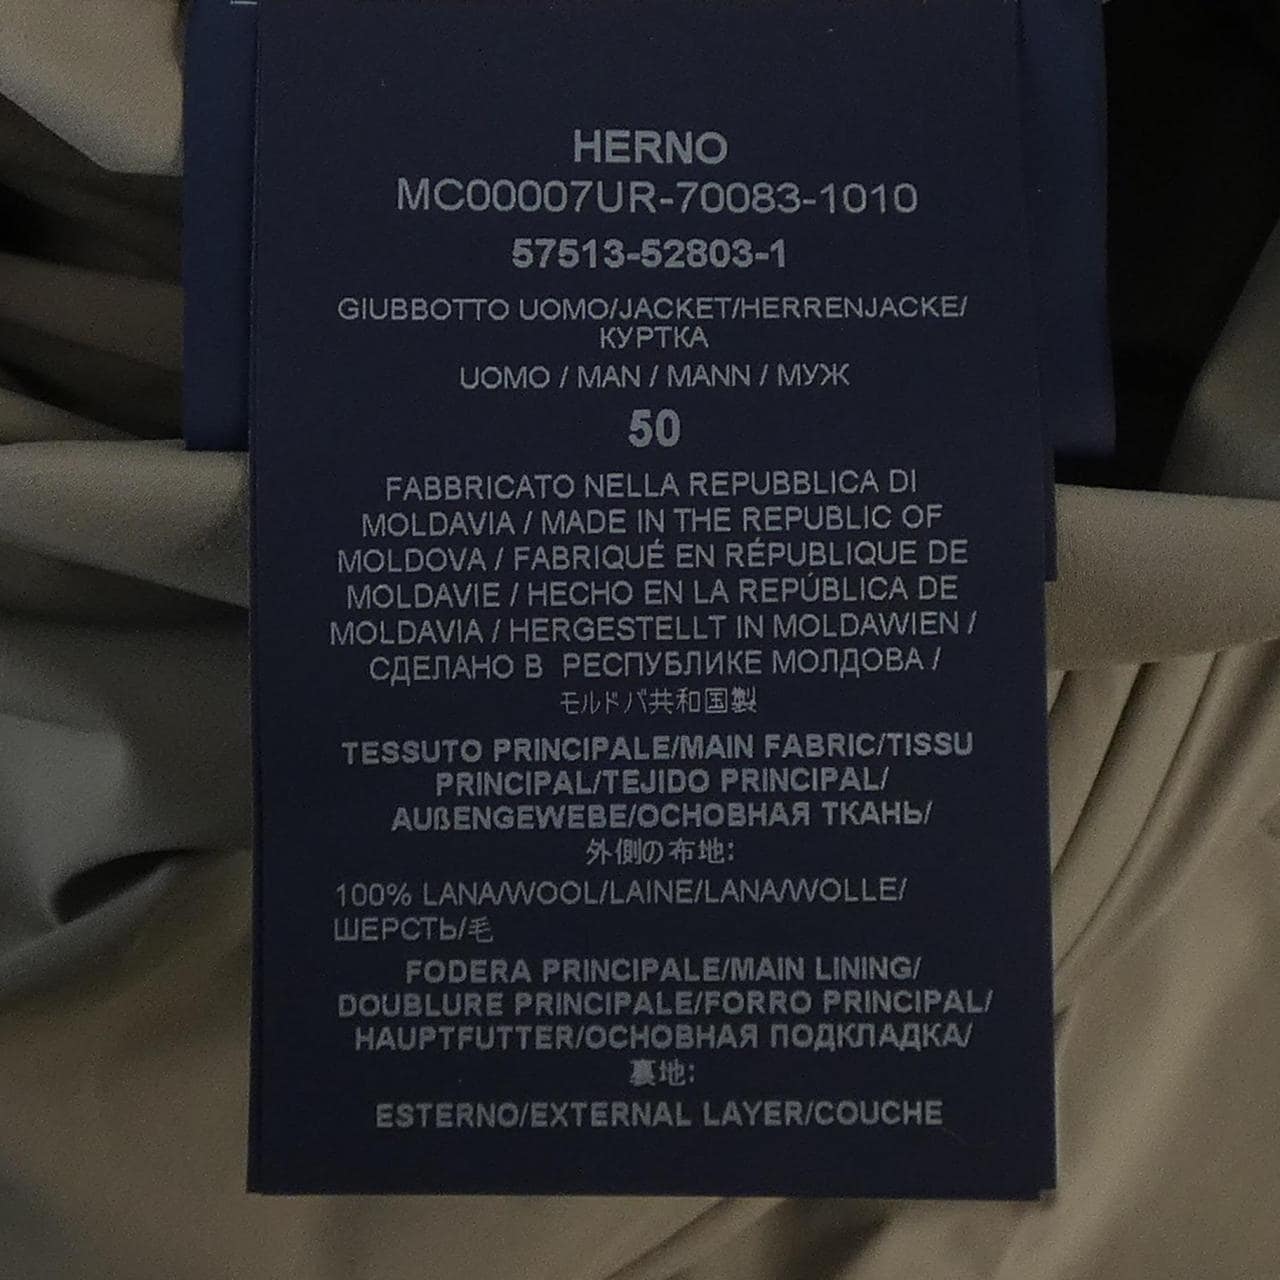 HERNO
MC00007UR-70083-1010
57513-52803-1
GIUBBOTTO UOMO/JACKET/HERRENJACKE/
КУРТКА
UOMO / MAN / MANN / МУЖ
50
FABBRICATO NELLA REPUBBLICA DI
MOLDAVIA / MADE IN THE REPUBLIC OF
MOLDOVA / FABRIQUÉ EN RÉPUBLIQUE DE
MOLDAVIE / HECHO EN LA REPÚBLICA DE
MOLDAVIA / HERGESTELLT IN MOLDAWIEN /
СДЕЛАНО В РЕСПУБЛИКЕ МОЛДОВА /
モルドバ共和国製
TESSUTO PRINCIPALE/MAIN FABRIC/TISSU
PRINCIPAL/TEJIDO PRINCIPAL/
AUßENGEWEBE/ОСНОВНАЯ ТКАНЬ/
外側の布地:
100% LANA/WOOL/LAINE/LANA/WOLLE/
ШЕРСТЬ/毛
FODERA PRINCIPALE/MAIN LINING/
DOUBLURE PRINCIPALE/FORRO PRINCIPAL/
HAUPTFUTTER/ОСНОВНАЯ ПОДКЛАДКА/
裏地:
ESTERNO/EXTERNAL LAYER/COUCHE